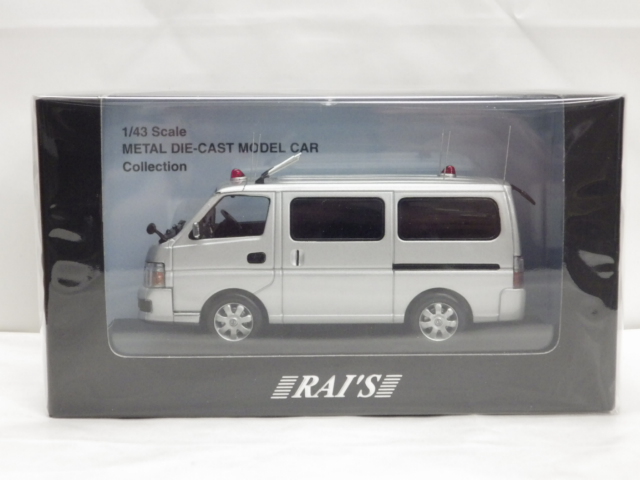 1/43 Scale
METAL DIE-CAST MODEL CAR
Collection
RAI'S